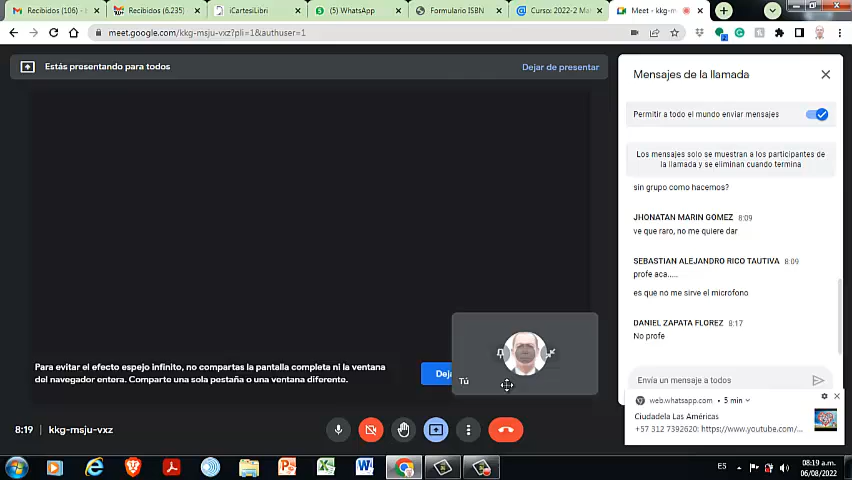 Recibidos (106) -
Recibidos (6.235)
iCartesiLibri
(5) WhatsApp
Formulario ISBN
Curso: 2022-2 Ma
Meet - kkg-m
meet.google.com/kkg-msju-vxz?pli=1&authuser=1
Estás presentando para todos
Dejar de presentar
Para evitar el efecto espejo infinito, no compartas la pantalla completa ni la ventana
del navegador entera. Comparte una sola pestaña o una ventana diferente.
Dej
Tú
8:19
kkg-msju-vxz
Mensajes de la llamada
Permitir a todo el mundo enviar mensajes
Los mensajes solo se muestran a los participantes de
la llamada y se eliminan cuando termina
sin grupo como hacemos?
JHONATAN MARIN GOMEZ 8:09
ve que raro, no me quiere dar
SEBASTIAN ALEJANDRO RICO TAUTIVA 8:09
profe aca.....
es que no me sirve el microfono
DANIEL ZAPATA FLOREZ 8:17
No profe
Envía un mensaje a todos
web.whatsapp.com • 5 min
Ciudadela Las Américas
+57 312 7392620: https://www.youtube.com/...
ES
08:19 a.m.
06/08/2022